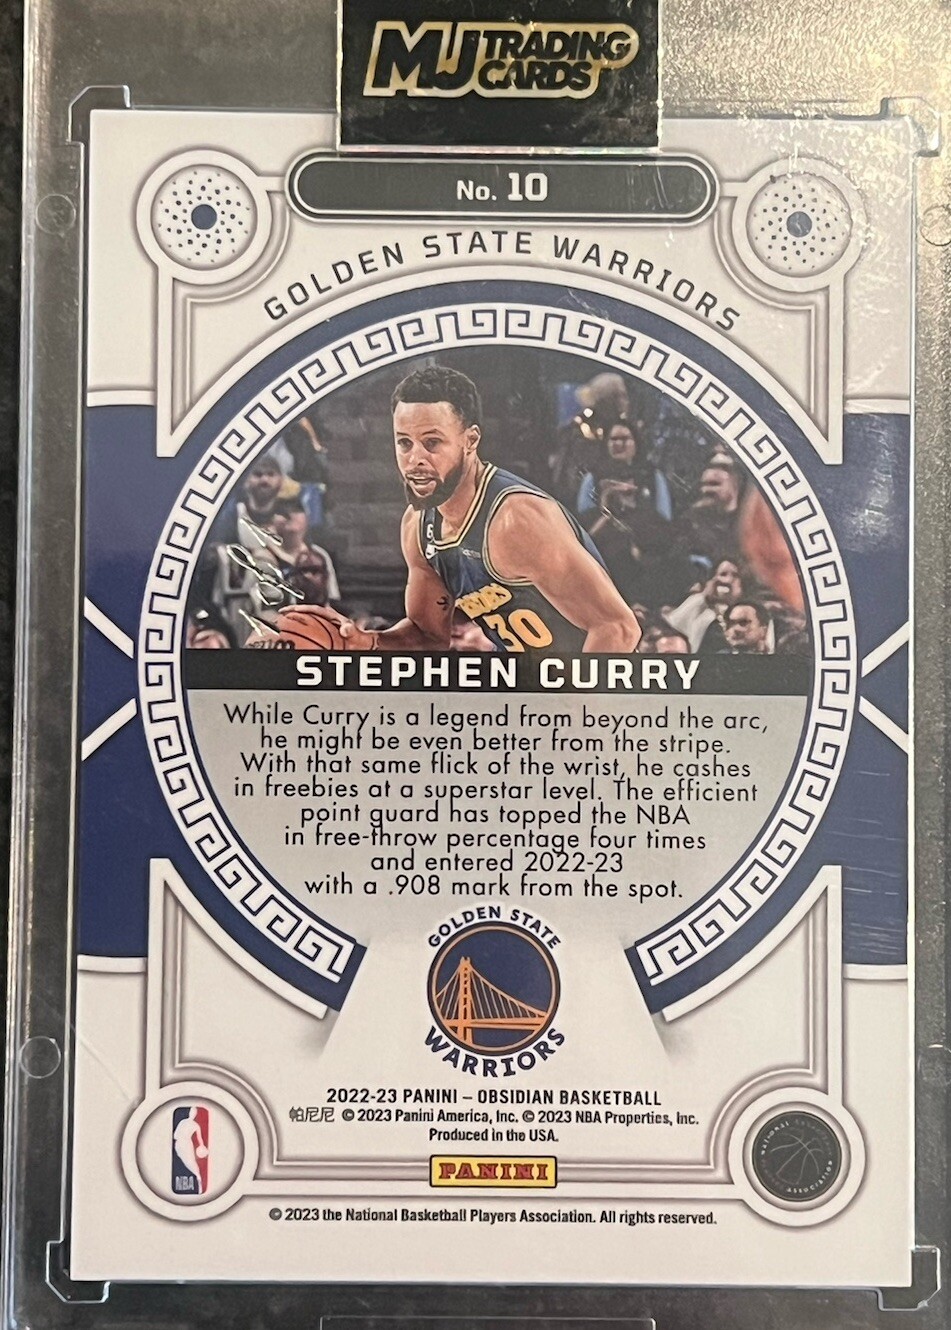 MJ TRADING
CARDS
No. 10
GOLDEN STATE WARRIORS
6
30
STEPHEN CURRY
While Curry is a legend from beyond the arc,
he might be even better from the stripe.
With that same flick of the wrist, he cashes
in freebies at a superstar level. The efficient
point guard has topped the NBA
in free-throw percentage four times
and entered 2022-23
with a .908 mark from the spot.
GOLDEN STATE
WARRIORS
2022-23 PANINI – OBSIDIAN BASKETBALL
帕尼尼 © 2023 Panini America, Inc. © 2023 NBA Properties, Inc.
Produced in the USA.
NBA
PANINI
NATIONAL BASKETBALL
ASSOCIATION
© 2023 the National Basketball Players Association. All rights reserved.